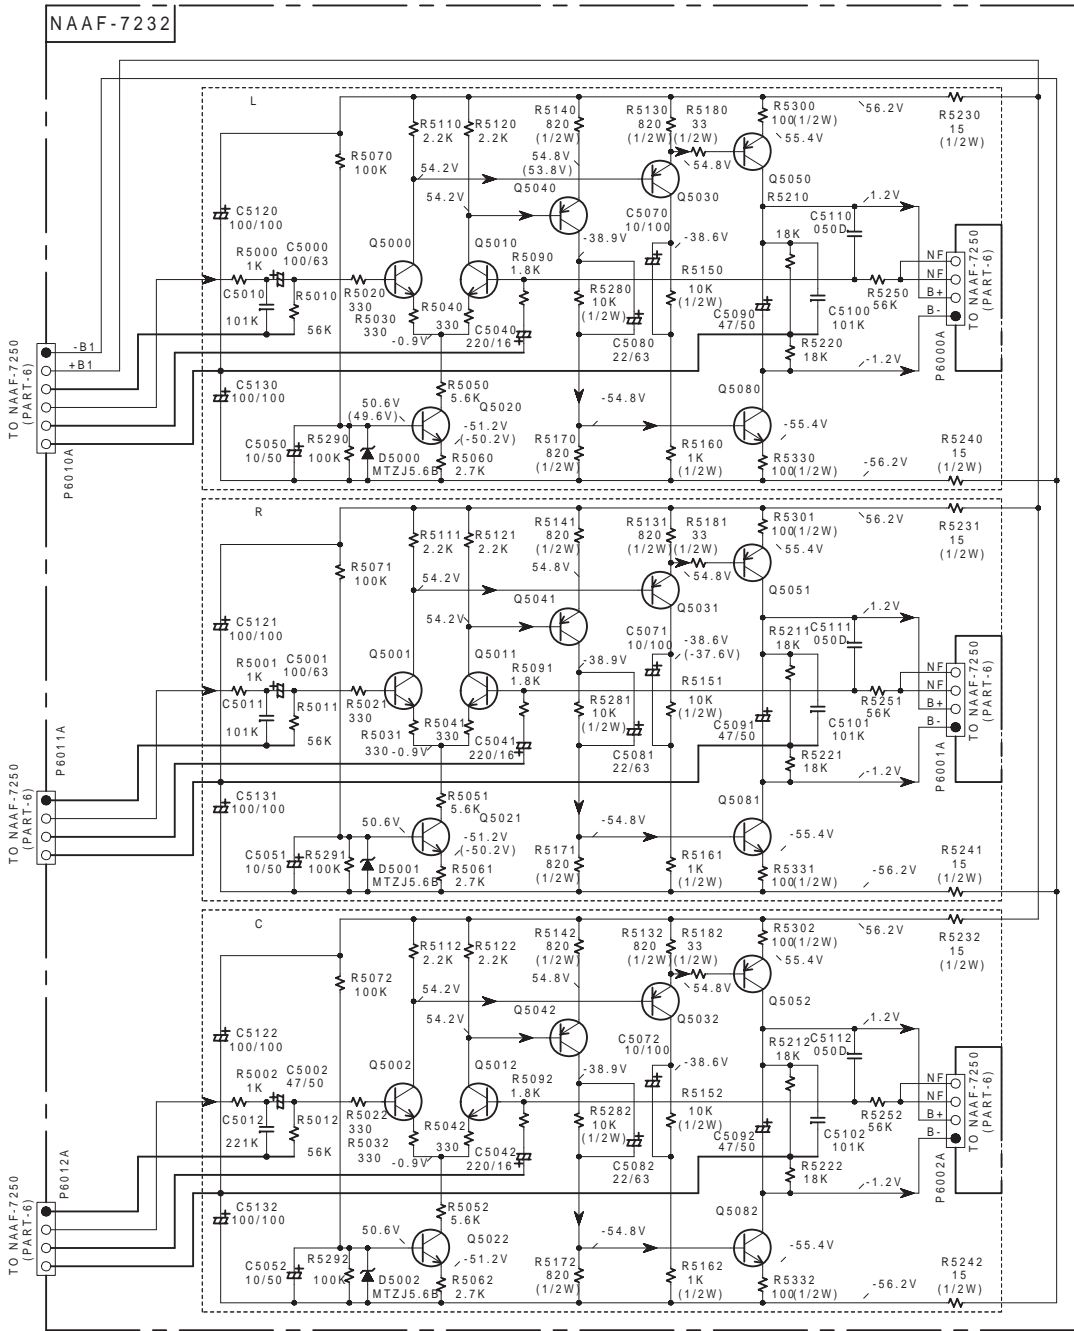 NAAF-7232
L
R5110
2.2K
R5120
2.2K
R5140
820
(1/2W)
R5130
820
(1/2W)
R5180
33
(1/2W)
R5300
100(1/2W)
56.2V
R5230
15
(1/2W)
55.4V
R5070
100K
54.2V
54.8V
(53.8V)
54.8V
Q5040
Q5030
Q5050
54.2V
R5210
1.2V
C5120
100/100
C5070
10/100
18K
C5110
050D
R5000
1K
C5000
100/63
Q5000
Q5010
R5090
1.8K
-38.9V
-38.6V
NF
NF
B+
B-
TO NAAF-7250
(PART-6)
P6000A
C5010
101K
R5010
56K
R5020
330
R5030
330
R5040
330
-0.9V
C5040
220/16
R5280
10K
(1/2W)
R5150
10K
(1/2W)
C5080
22/63
C5090
47/50
C5100
101K
R5250
56K
R5220
18K
-B1
+B1
TO NAAF-7250
(PART-6)
P6010A
C5130
100/100
R5050
5.6K
50.6V
(49.6V)
Q5020
-51.2V
(-50.2V)
-54.8V
Q5080
-1.2V
-55.4V
C5050
10/50
R5290
100K
D5000
MTZJ5.6B
R5060
2.7K
R5170
820
(1/2W)
R5160
1K
(1/2W)
R5330
100(1/2W)
-56.2V
R5240
15
(1/2W)
R
R5111
2.2K
R5121
2.2K
R5141
820
(1/2W)
R5131
820
(1/2W)
R5181
33
(1/2W)
R5301
100(1/2W)
56.2V
R5231
15
(1/2W)
55.4V
R5071
100K
54.2V
54.8V
54.8V
Q5041
Q5031
Q5051
54.2V
1.2V
C5121
100/100
C5071
10/100
-38.6V
(-37.6V)
R5211
18K
C5111
050D
R5001
1K
C5001
100/63
Q5001
Q5011
R5091
1.8K
-38.9V
NF
NF
B+
B-
TO NAAF-7250
(PART-6)
P6001A
C5011
101K
R5011
56K
R5021
330
R5031
330
-0.9V
R5041
330
C5041
220/16
R5281
10K
(1/2W)
R5151
10K
(1/2W)
C5081
22/63
C5091
47/50
C5101
101K
R5251
56K
R5221
18K
P6011A
TO NAAF-7250
(PART-6)
C5131
100/100
R5051
5.6K
50.6V
Q5021
-51.2V
(-50.2V)
-54.8V
Q5081
-1.2V
-55.4V
C5051
10/50
R5291
100K
D5001
MTZJ5.6B
R5061
2.7K
R5171
820
(1/2W)
R5161
1K
(1/2W)
R5331
100(1/2W)
-56.2V
R5241
15
(1/2W)
C
R5112
2.2K
R5122
2.2K
R5142
820
(1/2W)
R5132
820
(1/2W)
R5182
33
(1/2W)
R5302
100(1/2W)
56.2V
R5232
15
(1/2W)
55.4V
R5072
100K
54.2V
54.8V
54.8V
Q5042
Q5032
Q5052
54.2V
1.2V
C5122
100/100
C5072
10/100
-38.6V
R5212
18K
C5112
050D
R5002
1K
C5002
47/50
Q5002
Q5012
R5092
1.8K
-38.9V
NF
NF
B+
B-
TO NAAF-7250
(PART-6)
P6002A
C5012
221K
R5012
56K
R5022
330
R5032
330
-0.9V
R5042
330
C5042
220/16
R5282
10K
(1/2W)
R5152
10K
(1/2W)
C5082
22/63
C5092
47/50
C5102
101K
R5252
56K
R5222
18K
P6012A
TO NAAF-7250
(PART-6)
C5132
100/100
R5052
5.6K
50.6V
Q5022
-51.2V
-54.8V
Q5082
-1.2V
-55.4V
C5052
10/50
R5292
100K
D5002
MTZJ5.6B
R5062
2.7K
R5172
820
(1/2W)
R5162
1K
(1/2W)
R5332
100(1/2W)
-56.2V
R5242
15
(1/2W)